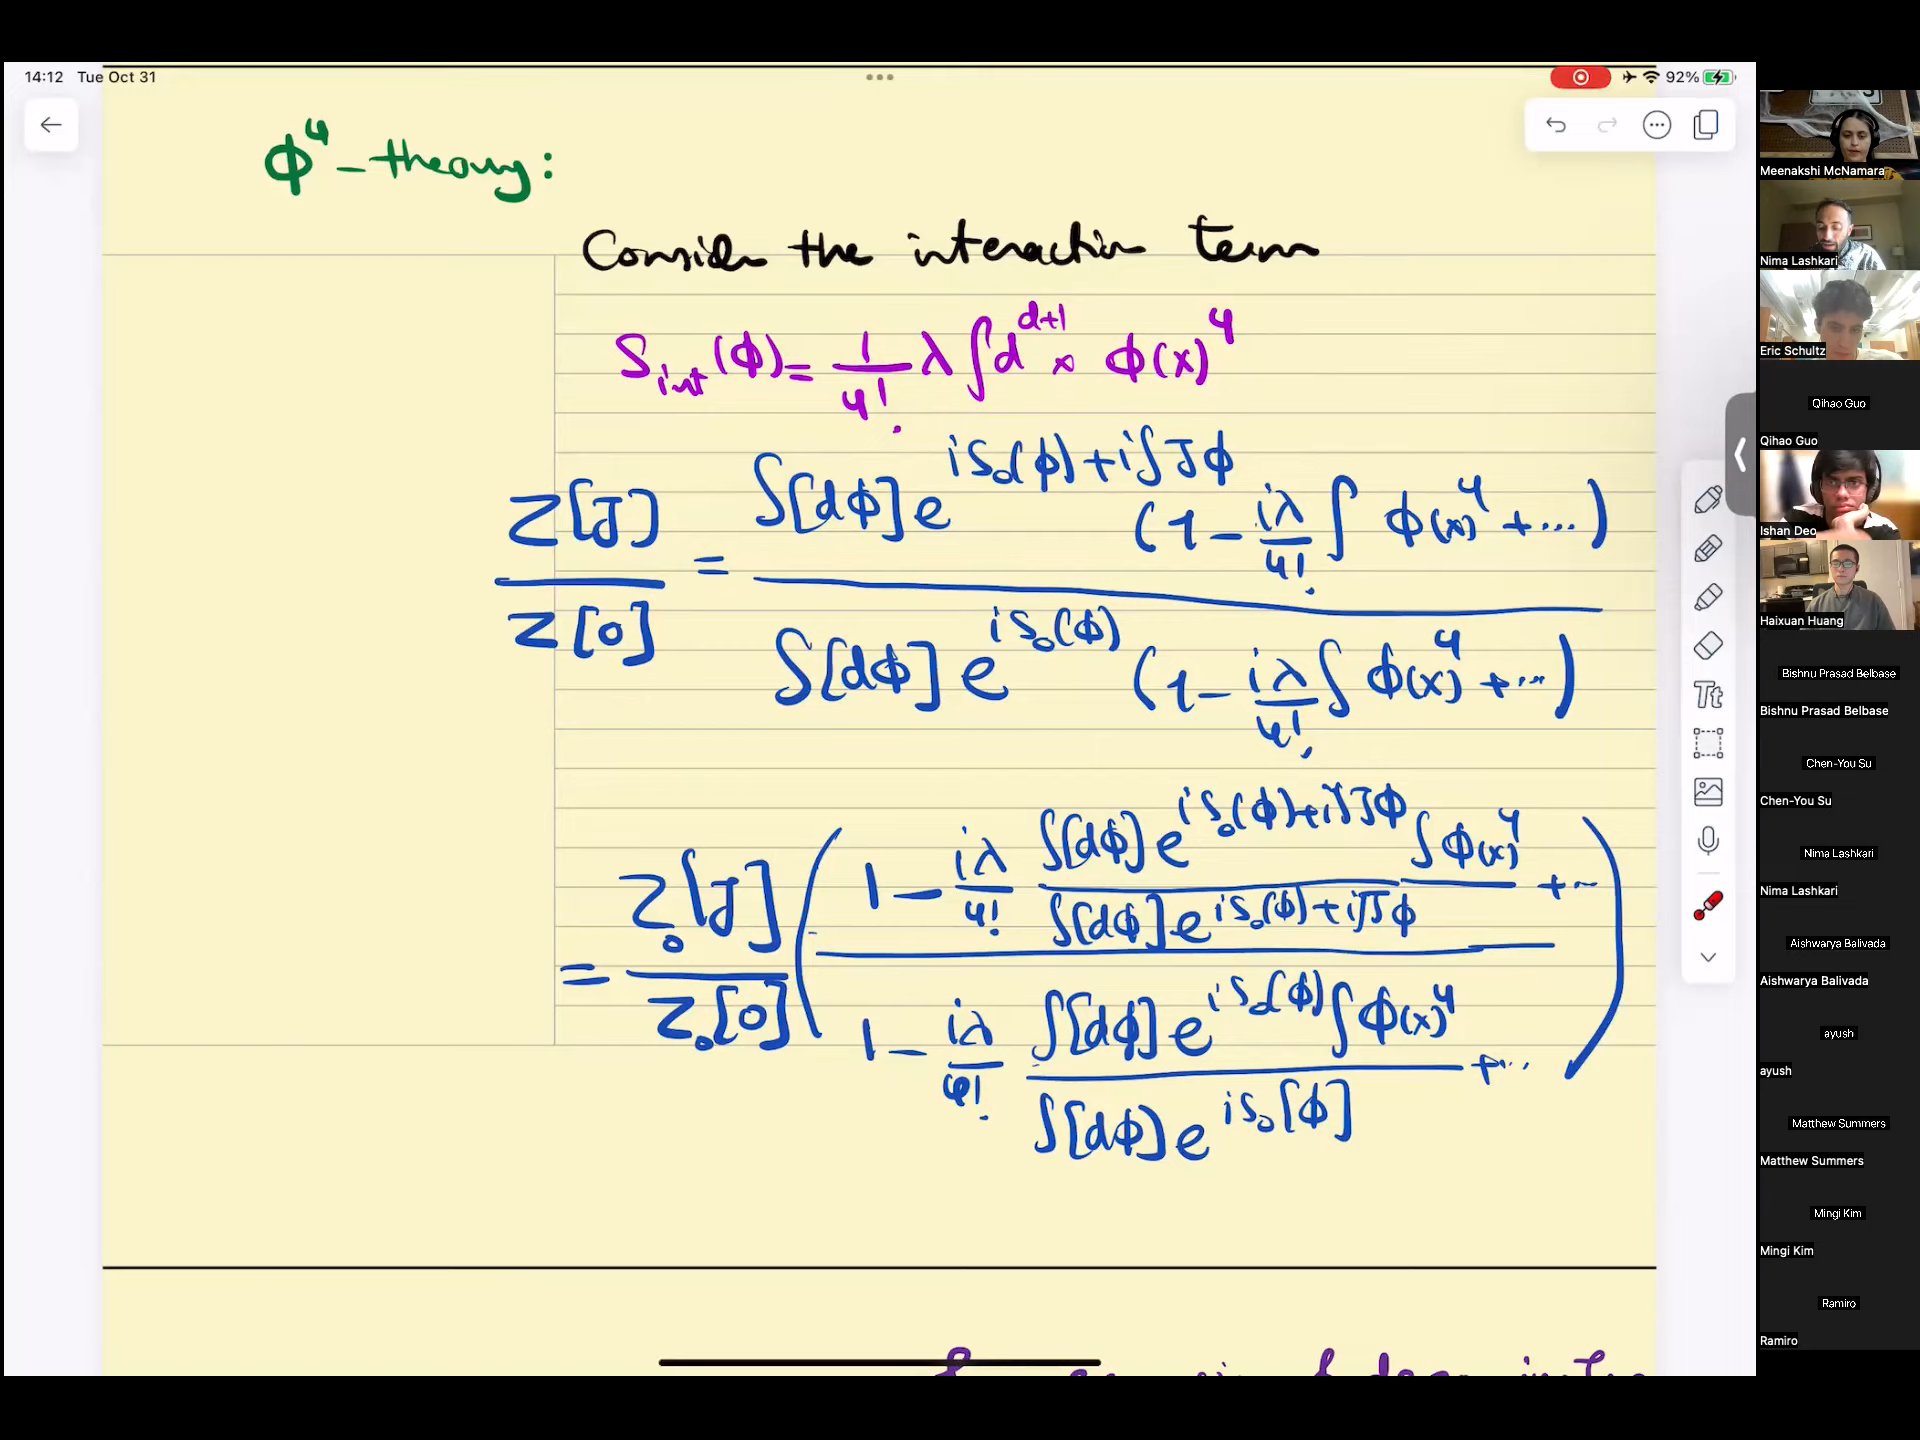 14:12 Tue Oct 31
92%
ϕ⁴-theory:
Consider the interaction term
S_int(ϕ) = 1/4! λ ∫d^{d+1}x ϕ(x)⁴
Z[J]/Z[0] = ∫[dϕ] e^{iS₀(ϕ)+i∫Jϕ} (1 - iλ/4! ∫ϕ(x)⁴ + ...) / ∫[dϕ] e^{iS₀(ϕ)} (1 - iλ/4! ∫ϕ(x)⁴ + ...)
= Z₀[J]/Z₀[0] ( 1 - iλ/4! ∫[dϕ] e^{iS₀(ϕ)+i∫Jϕ} ∫ϕ(x)⁴ / ∫[dϕ] e^{iS₀(ϕ)+i∫Jϕ} + ... / 1 - iλ/4! ∫[dϕ] e^{iS₀(ϕ)} ∫ϕ(x)⁴ / ∫[dϕ] e^{iS₀[ϕ]} + ... )
Tt
Meenakshi McNamara
Nima Lashkari
Eric Schultz
Qihao Guo
Qihao Guo
Ishan Deo
Haixuan Huang
Bishnu Prasad Belbase
Bishnu Prasad Belbase
Chen-You Su
Chen-You Su
Nima Lashkari
Nima Lashkari
Aishwarya Balivada
Aishwarya Balivada
ayush
ayush
Matthew Summers
Matthew Summers
Mingi Kim
Mingi Kim
Ramiro
Ramiro